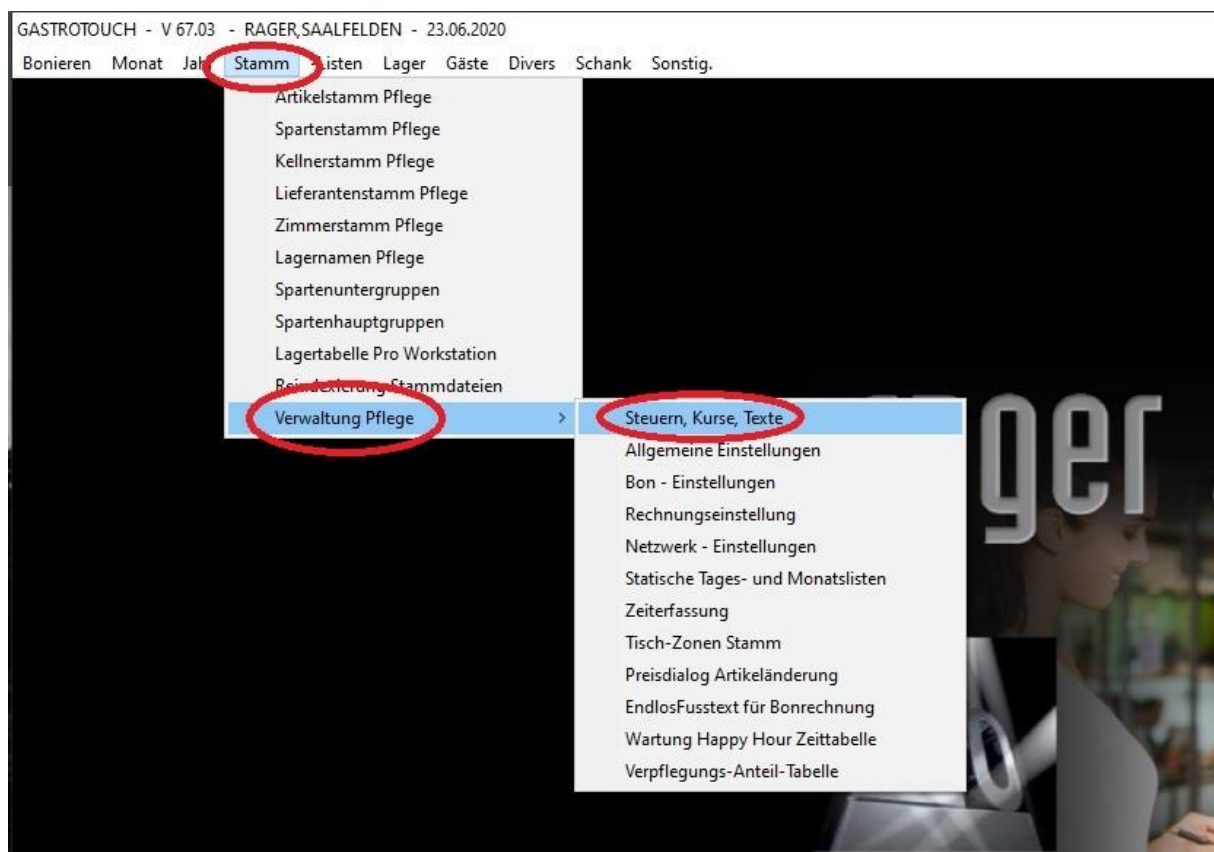 GASTROTOUCH - V 67.03 - RAGER,SAALFELDEN - 23.06.2020
Bonieren Monat Jahr Stamm Listen Lager Gäste Divers Schank Sonstig.
Artikelstamm Pflege
Spartenstamm Pflege
Kellnerstamm Pflege
Lieferantenstamm Pflege
Zimmerstamm Pflege
Lagernamen Pflege
Spartenuntergruppen
Spartenhauptgruppen
Lagertabelle Pro Workstation
Reindexierung Stammdateien
Verwaltung Pflege >
Steuern, Kurse, Texte
Allgemeine Einstellungen
Bon - Einstellungen
Rechnungseinstellung
Netzwerk - Einstellungen
Statische Tages- und Monatslisten
Zeiterfassung
Tisch-Zonen Stamm
Preisdialog Artikeländerung
EndlosFusstext für Bonrechnung
Wartung Happy Hour Zeittabelle
Verpflegungs-Anteil-Tabelle